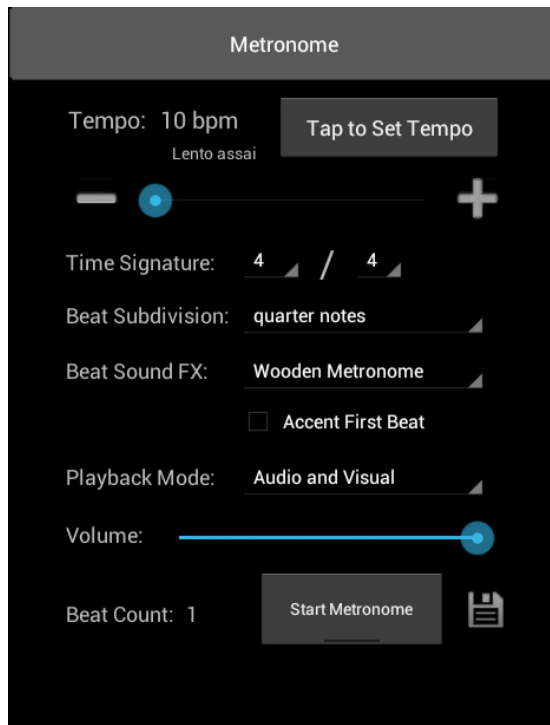 Metronome
Tempo: 10 bpm
Tap to Set Tempo
Lento assai
Time Signature: 4 / 4
Beat Subdivision: quarter notes
Beat Sound FX: Wooden Metronome
Accent First Beat
Playback Mode: Audio and Visual
Volume:
Beat Count: 1
Start Metronome